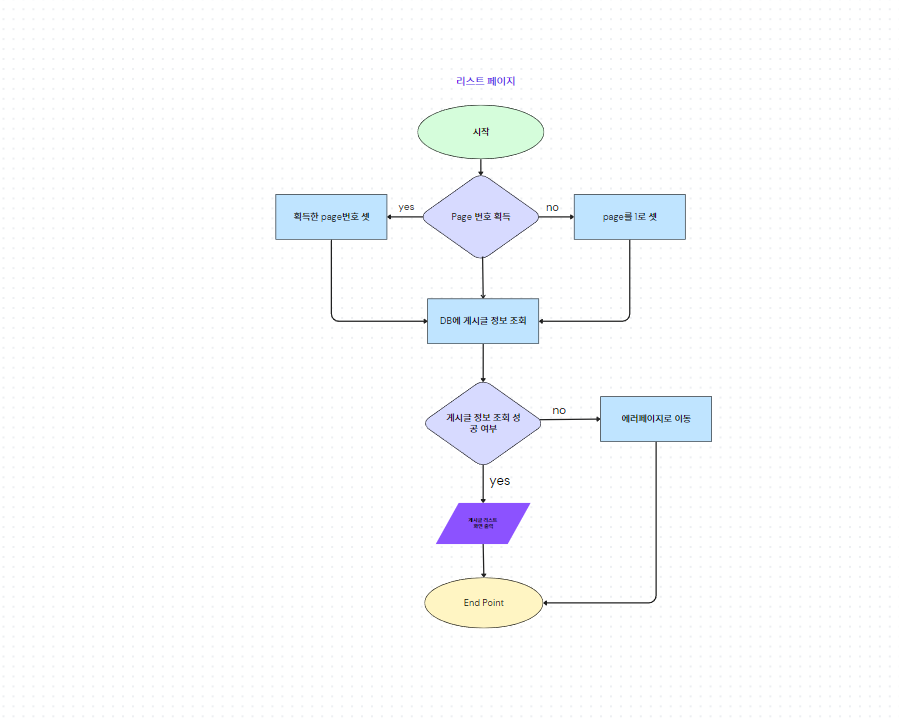 리스트 페이지
시작
획득한 page번호 셋
yes
Page 번호 획득
no
page를 1로 셋
DB에 게시글 정보 조회
게시글 정보 조회 성
공 여부
no
에러페이지로 이동
yes
게시글 리스트
화면 출력
End Point